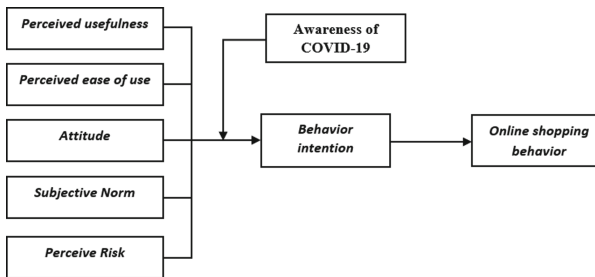 Perceived usefulness
Perceived ease of use
Attitude
Subjective Norm
Perceive Risk
Awareness of
COVID-19
Behavior
intention
Online shopping
behavior